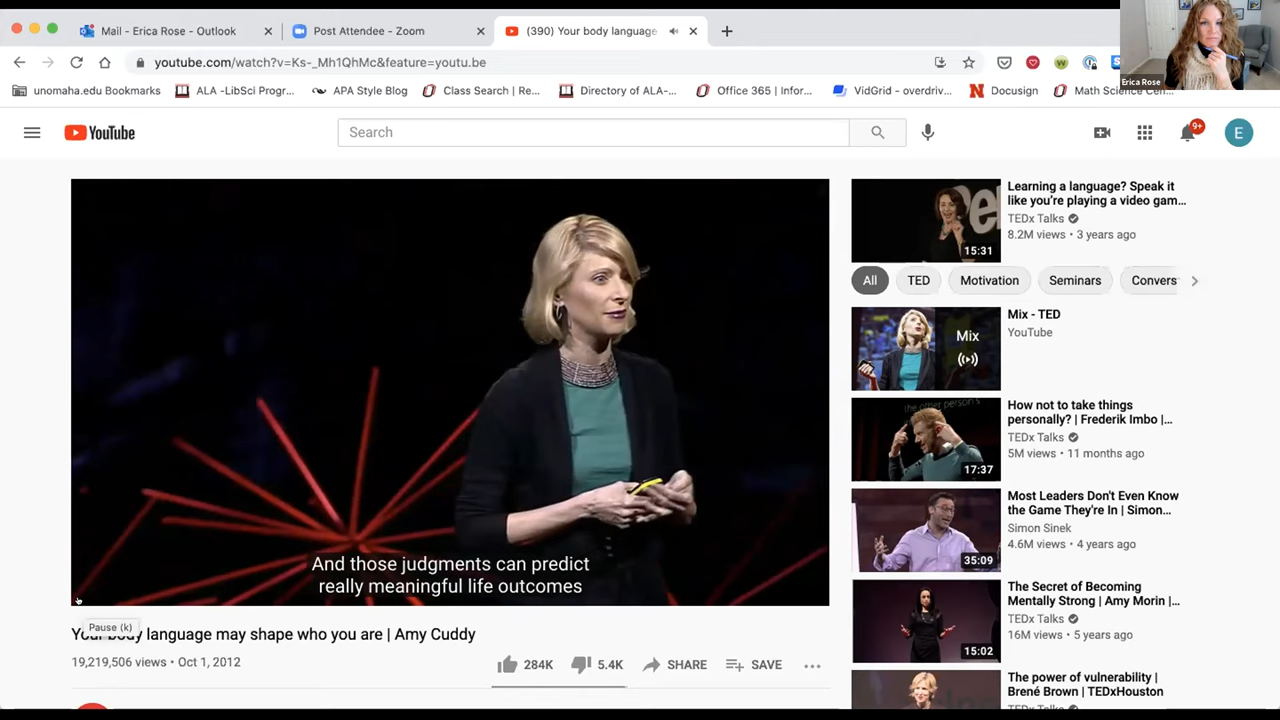 Mail - Erica Rose - Outlook
Post Attendee - Zoom
(390) Your body language
Erica Rose
youtube.com/watch?v=Ks-_Mh1QhMc&feature=youtu.be
unomaha.edu Bookmarks
ALA -LibSci Progr...
APA Style Blog
Class Search | Re...
Directory of ALA-...
Office 365 | Infor...
VidGrid - overdriv...
Docusign
Math Science Cen...
YouTube
Search
9+
E
And those judgments can predict
really meaningful life outcomes
Pause (k)
Your body language may shape who you are | Amy Cuddy
19,219,506 views • Oct 1, 2012
284K
5.4K
SHARE
SAVE
Learning a language? Speak it
like you're playing a video gam...
TEDx Talks
8.2M views • 3 years ago
15:31
All
TED
Motivation
Seminars
Convers
Mix
Mix - TED
YouTube
the other person's
17:37
How not to take things
personally? | Frederik Imbo |...
TEDx Talks
5M views • 11 months ago
35:09
Most Leaders Don't Even Know
the Game They're In | Simon...
Simon Sinek
4.6M views • 4 years ago
15:02
The Secret of Becoming
Mentally Strong | Amy Morin |...
TEDx Talks
16M views • 5 years ago
The power of vulnerability |
Brené Brown | TEDxHouston